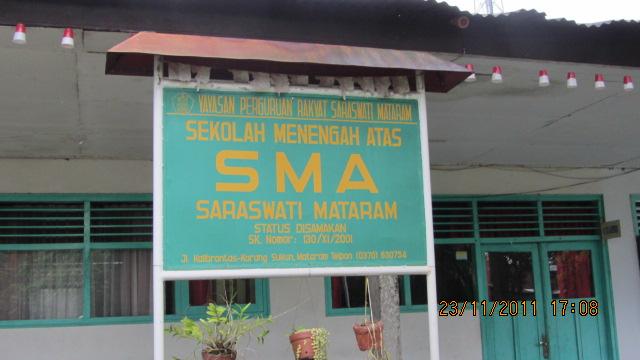 YAYASAN PERGURUAN RAKYAT SARASWATI MATARAM
SEKOLAH MENENGAH ATAS
SMA
SARASWATI MATARAM
STATUS DISAMAKAN
SK. Nomor: 130/XI/2001
Jl. Kalibrantas-Karang Sukun, Mataram Telpon (0370) 630754
23/11/2011 17:08